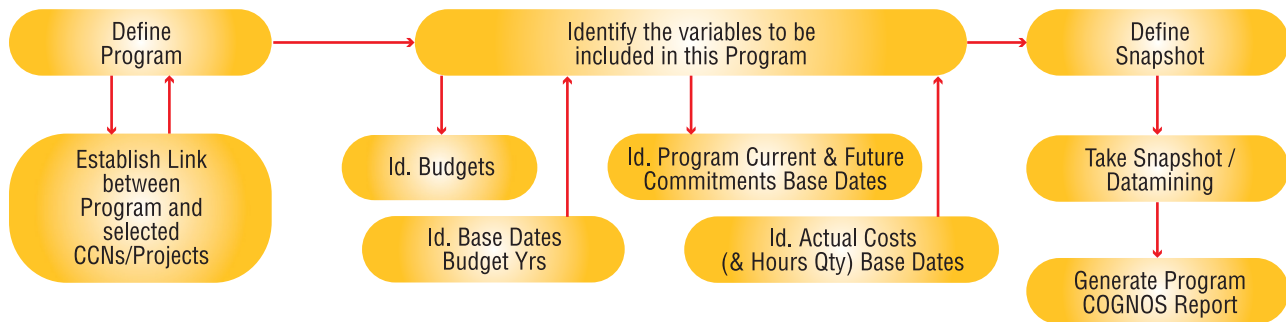 Define
Program
Identify the variables to be
included in this Program
Define
Snapshot
Establish Link
between
Program and
selected
CCNs/Projects
Id. Budgets
Id. Base Dates
Budget Yrs
Id. Program Current & Future
Commitments Base Dates
Id. Actual Costs
(& Hours Qty) Base Dates
Take Snapshot /
Datamining
Generate Program
COGNOS Report